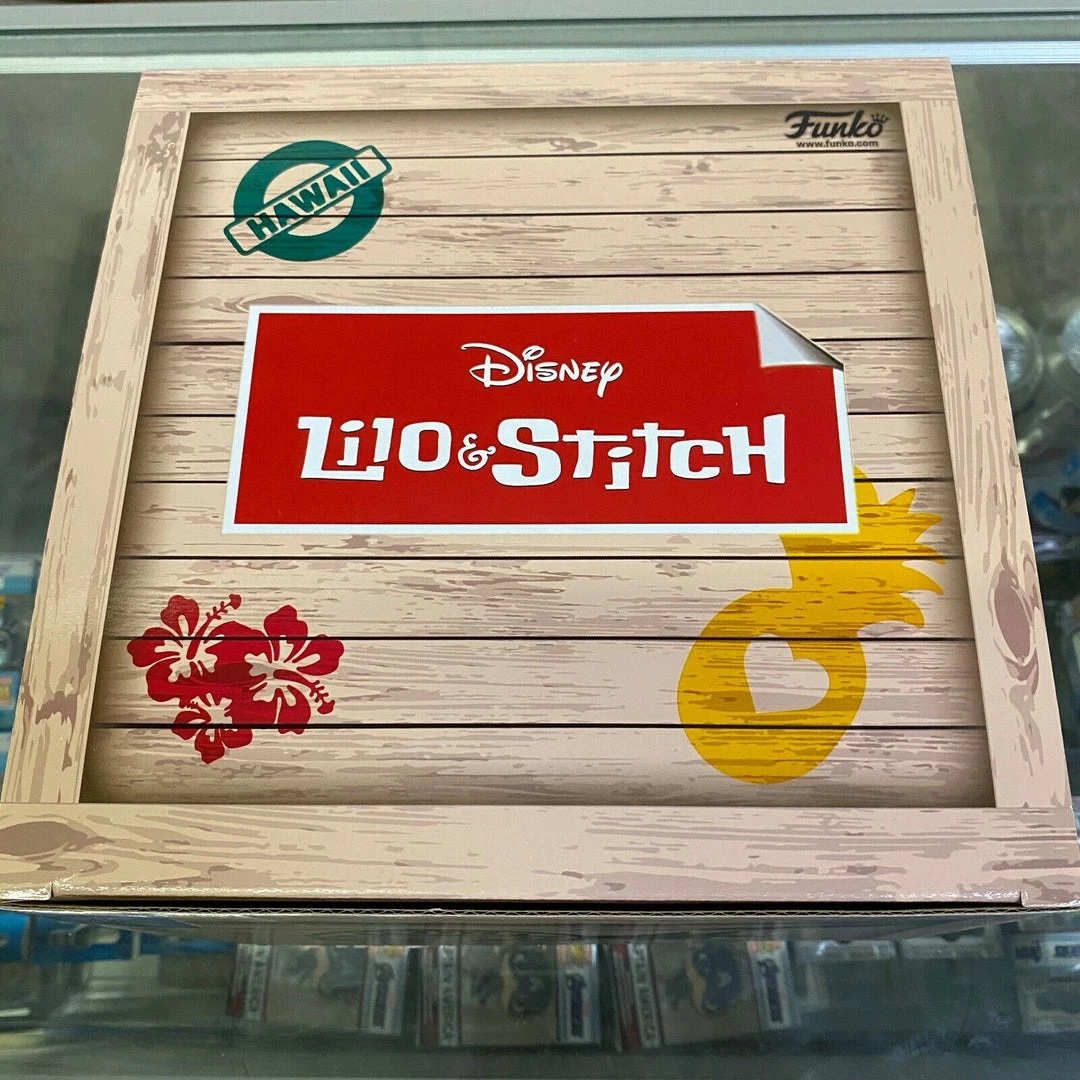 HAWAII
Funko
www.funko.com
Disney
Lilo & Stitch